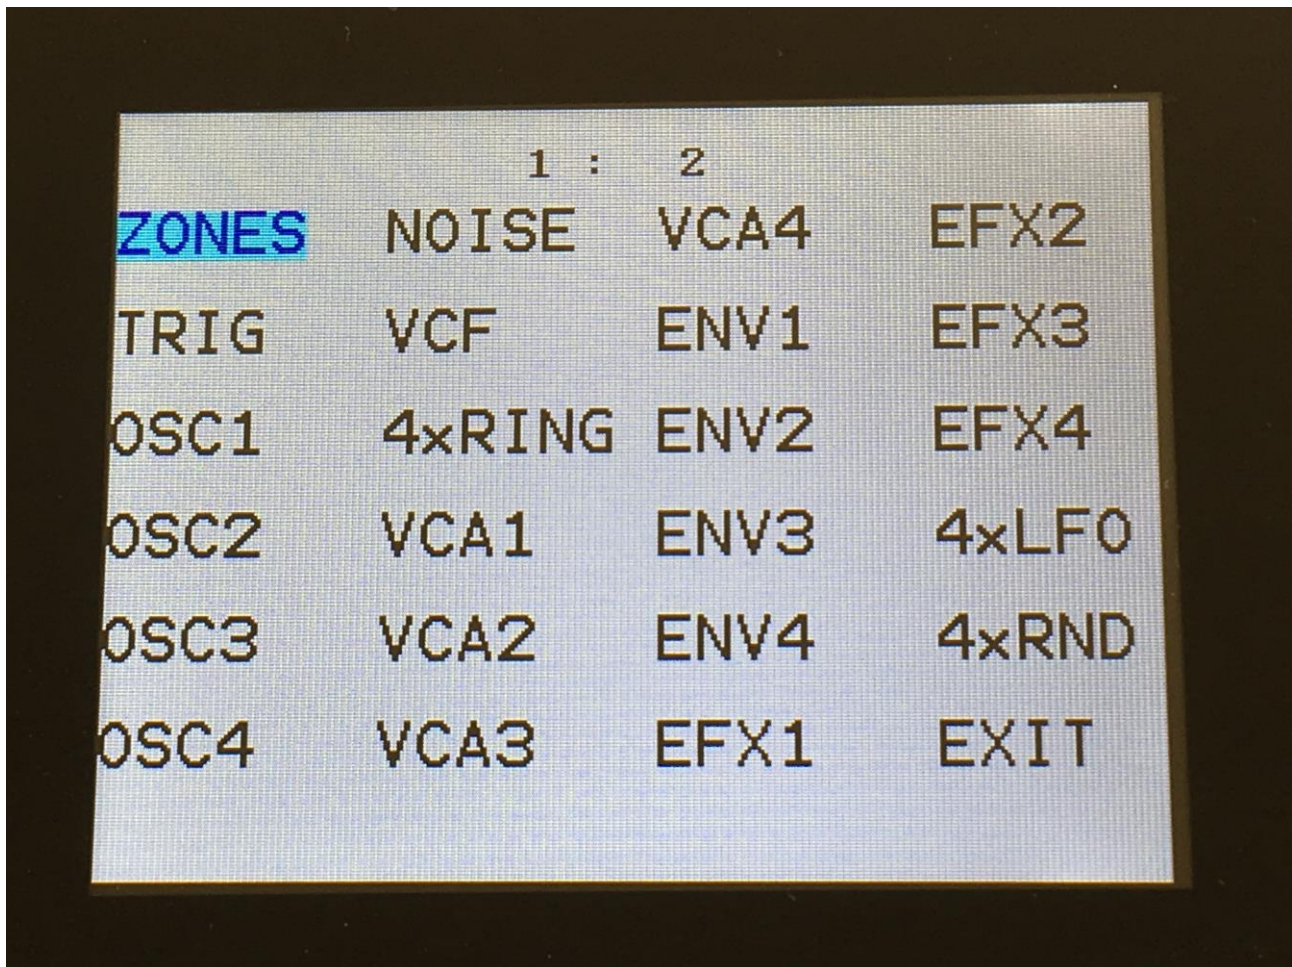 1 : 2
ZONES NOISE VCA4 EFX2
TRIG VCF ENV1 EFX3
OSC1 4xRING ENV2 EFX4
OSC2 VCA1 ENV3 4xLFO
OSC3 VCA2 ENV4 4xRND
OSC4 VCA3 EFX1 EXIT